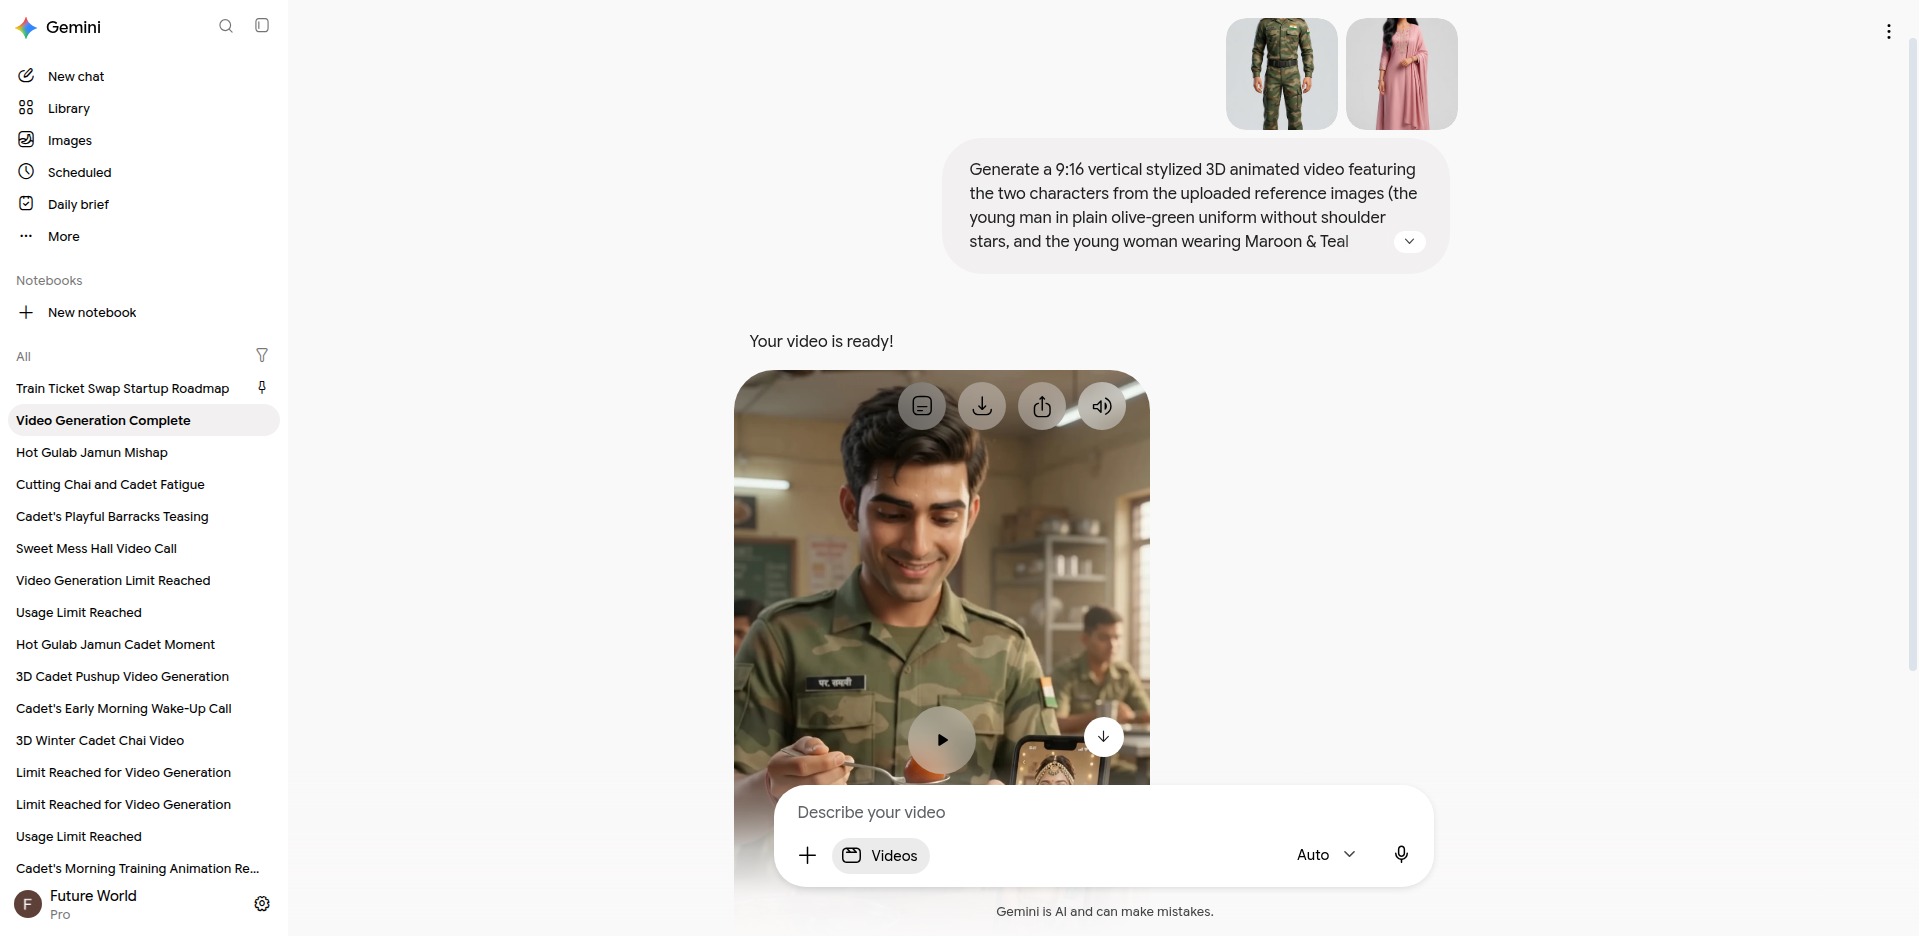 Gemini
New chat
Library
Images
Scheduled
Daily brief
More
Notebooks
New notebook
All
Train Ticket Swap Startup Roadmap
Video Generation Complete
Hot Gulab Jamun Mishap
Cutting Chai and Cadet Fatigue
Cadet's Playful Barracks Teasing
Sweet Mess Hall Video Call
Video Generation Limit Reached
Usage Limit Reached
Hot Gulab Jamun Cadet Moment
3D Cadet Pushup Video Generation
Cadet's Early Morning Wake-Up Call
3D Winter Cadet Chai Video
Limit Reached for Video Generation
Limit Reached for Video Generation
Usage Limit Reached
Cadet's Morning Training Animation Re...
F
Future World
Pro
Generate a 9:16 vertical stylized 3D animated video featuring
the two characters from the uploaded reference images (the
young man in plain olive-green uniform without shoulder
stars, and the young woman wearing Maroon & Teal
Your video is ready!
Describe your video
Videos
Auto
Gemini is AI and can make mistakes.